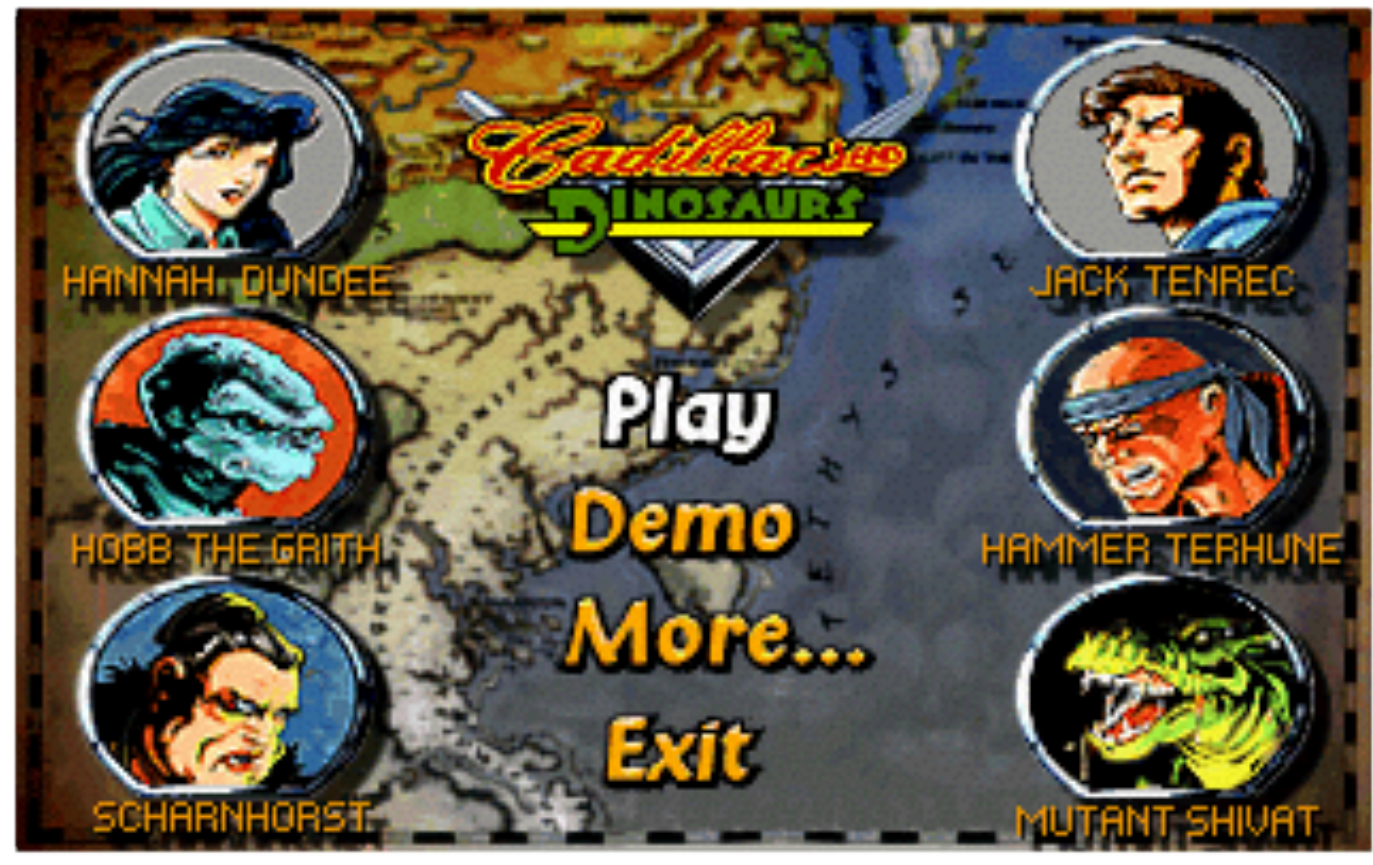 Cadillacs AND
DINOSAURS
HANNAH DUNDEE
JACK TENREC
Play
HOBB THE GRITH
Demo
HAMMER TERHUNE
More...
Exit
SCHARNHORST
MUTANT SHIVAT